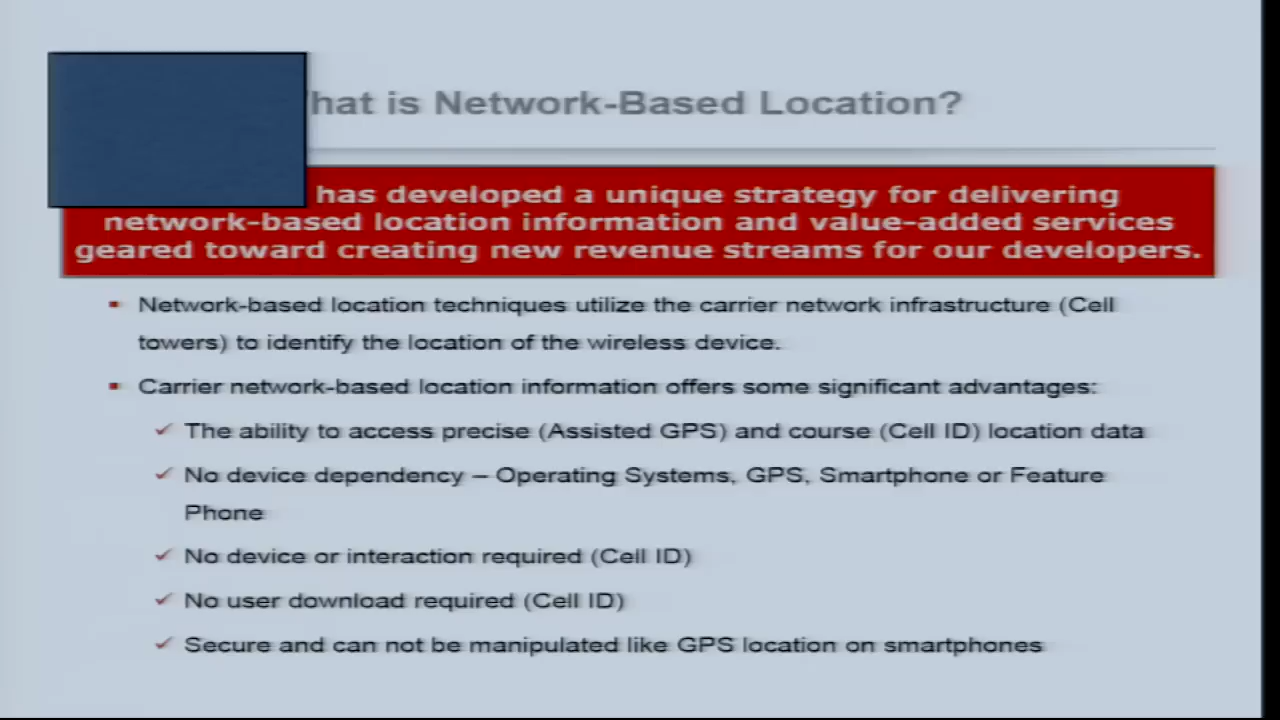 hat is Network-Based Location?
has developed a unique strategy for delivering
network-based location information and value-added services
geared toward creating new revenue streams for our developers.
Network-based location techniques utilize the carrier network infrastructure (Cell
towers) to identify the location of the wireless device.
Carrier network-based location information offers some significant advantages:
The ability to access precise (Assisted GPS) and course (Cell ID) location data
No device dependency – Operating Systems, GPS, Smartphone or Feature
Phone
No device or interaction required (Cell ID)
No user download required (Cell ID)
Secure and can not be manipulated like GPS location on smartphones